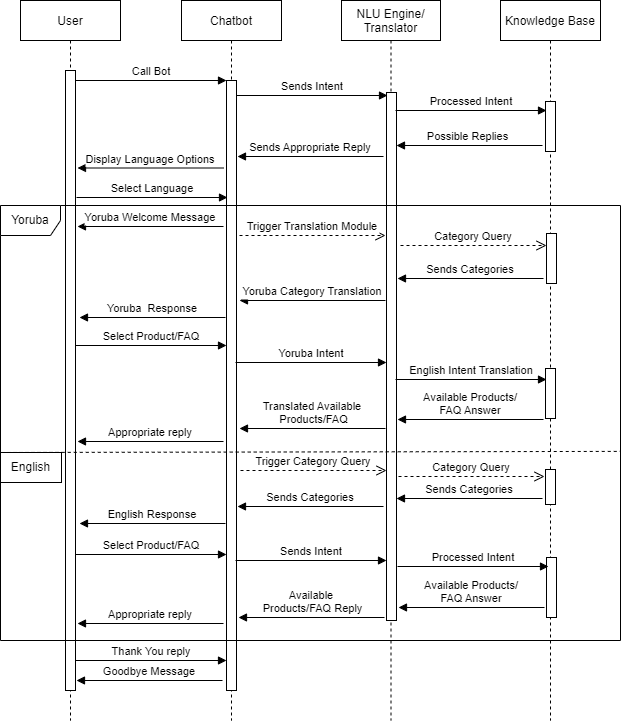 User
Chatbot
NLU Engine/
Translator
Knowledge Base
Call Bot
Sends Intent
Processed Intent
Possible Replies
Sends Appropriate Reply
Display Language Options
Select Language
Yoruba
Yoruba Welcome Message
Trigger Translation Module
Category Query
Sends Categories
Yoruba Category Translation
Yoruba Response
Select Product/FAQ
Yoruba Intent
English Intent Translation
Available Products/
FAQ Answer
Translated Available
Products/FAQ
Appropriate reply
English
Trigger Category Query
Category Query
Sends Categories
Sends Categories
English Response
Select Product/FAQ
Sends Intent
Processed Intent
Available Products/
FAQ Answer
Available
Products/FAQ Reply
Appropriate reply
Thank You reply
Goodbye Message